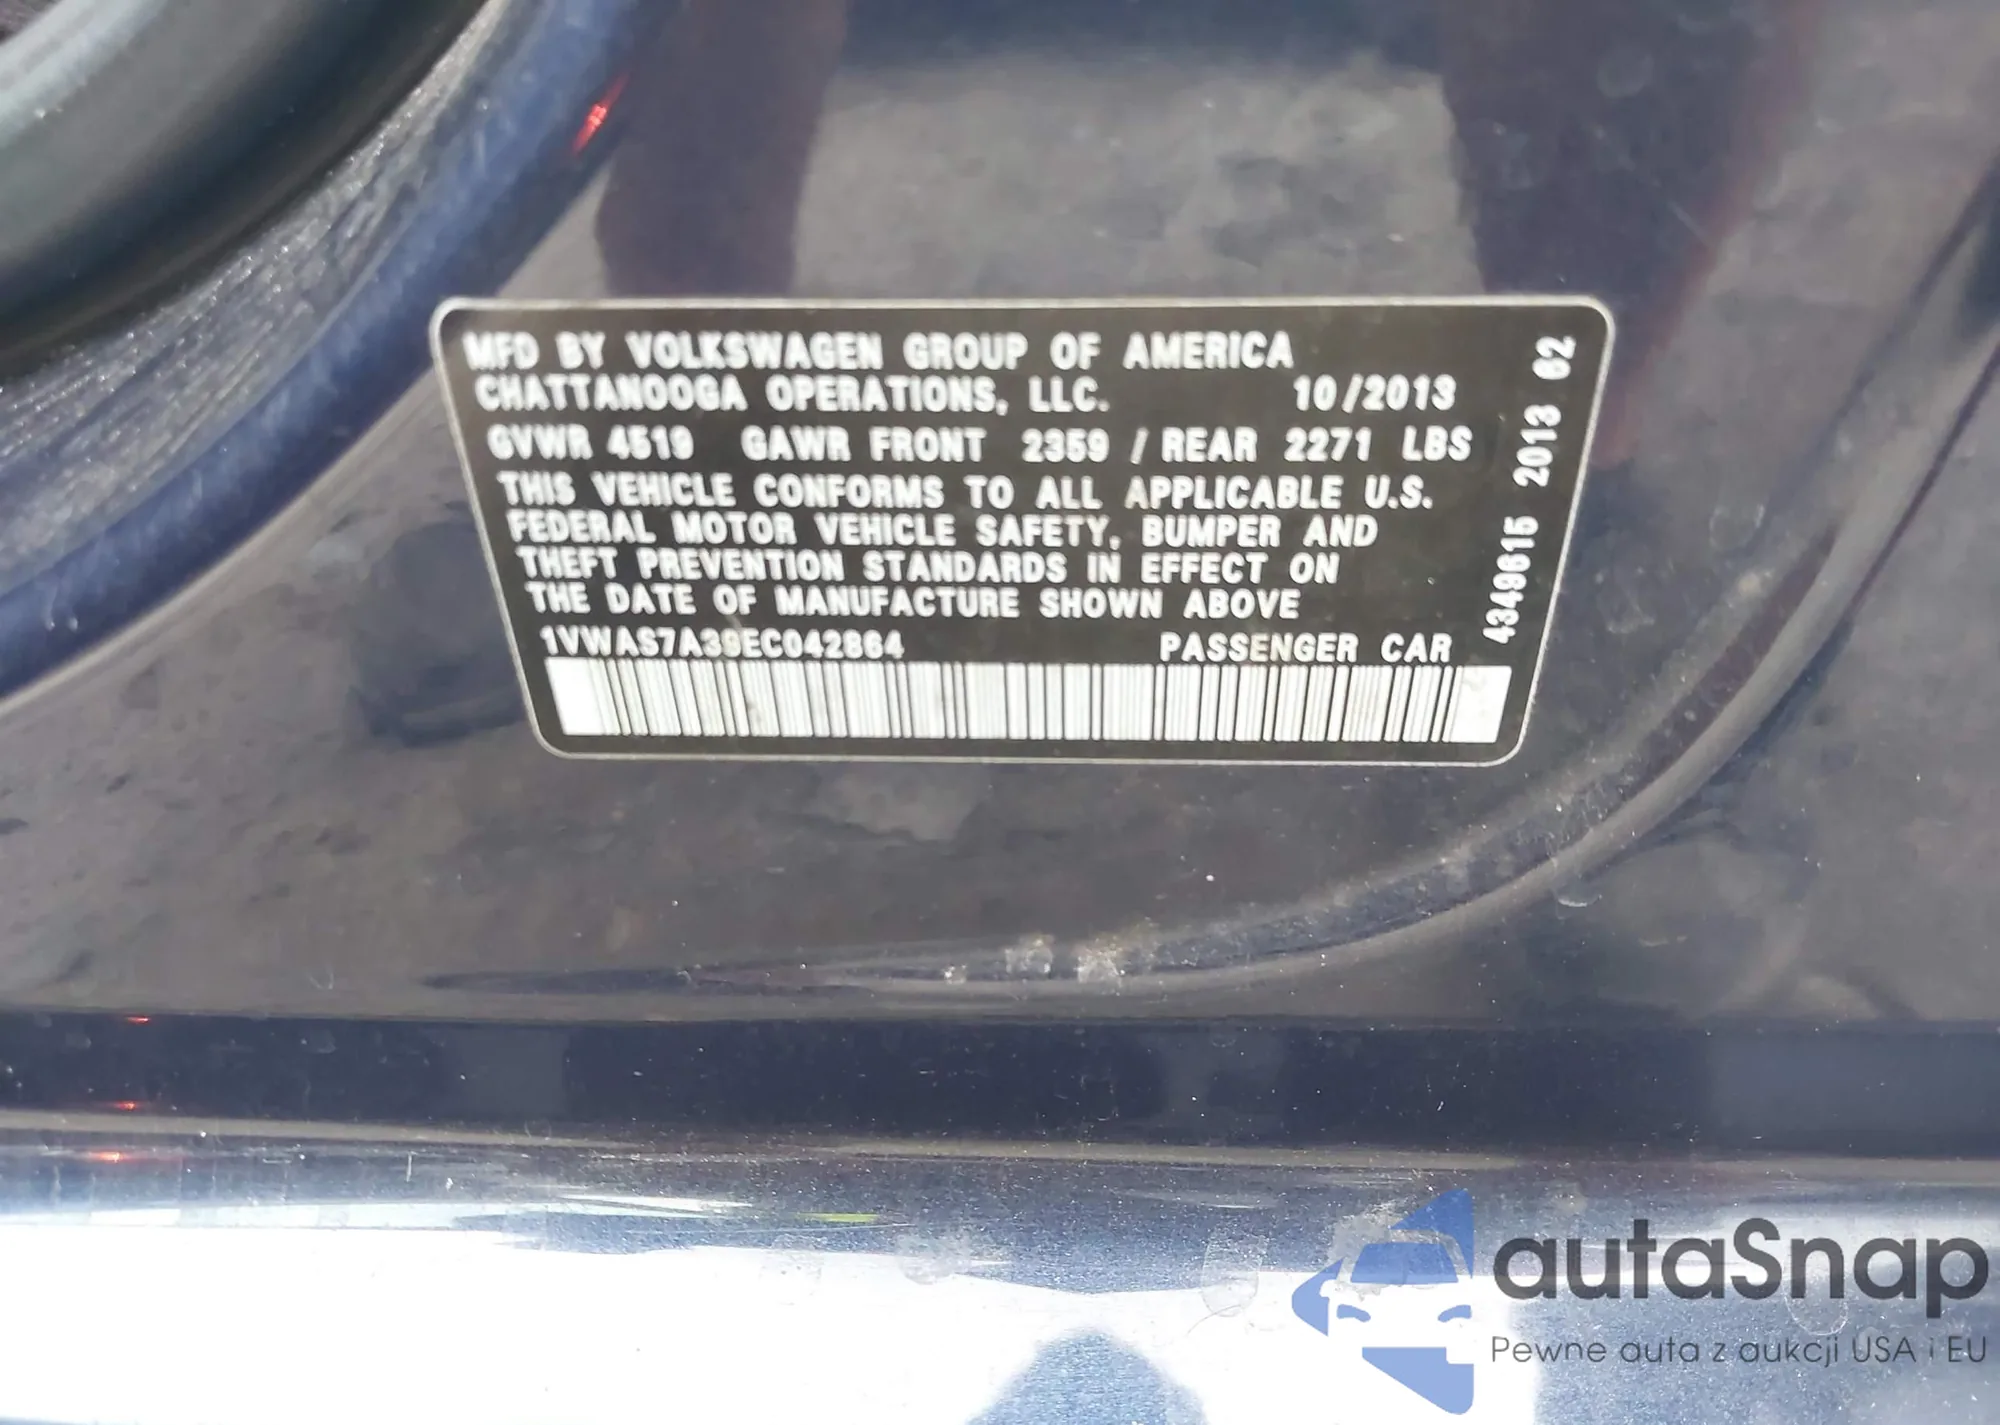 MFD BY VOLKSWAGEN GROUP OF AMERICA
CHATTANOOGA OPERATIONS, LLC. 10/2013
GVWR 4519 GAWR FRONT 2359 / REAR 2271 LBS
THIS VEHICLE CONFORMS TO ALL APPLICABLE U.S.
FEDERAL MOTOR VEHICLE SAFETY, BUMPER AND
THEFT PREVENTION STANDARDS IN EFFECT ON
THE DATE OF MANUFACTURE SHOWN ABOVE
1VWAS7A39EC042864 PASSENGER CAR
4349615 2013 62
autaSnap
Pewne auta z aukcji USA i EU